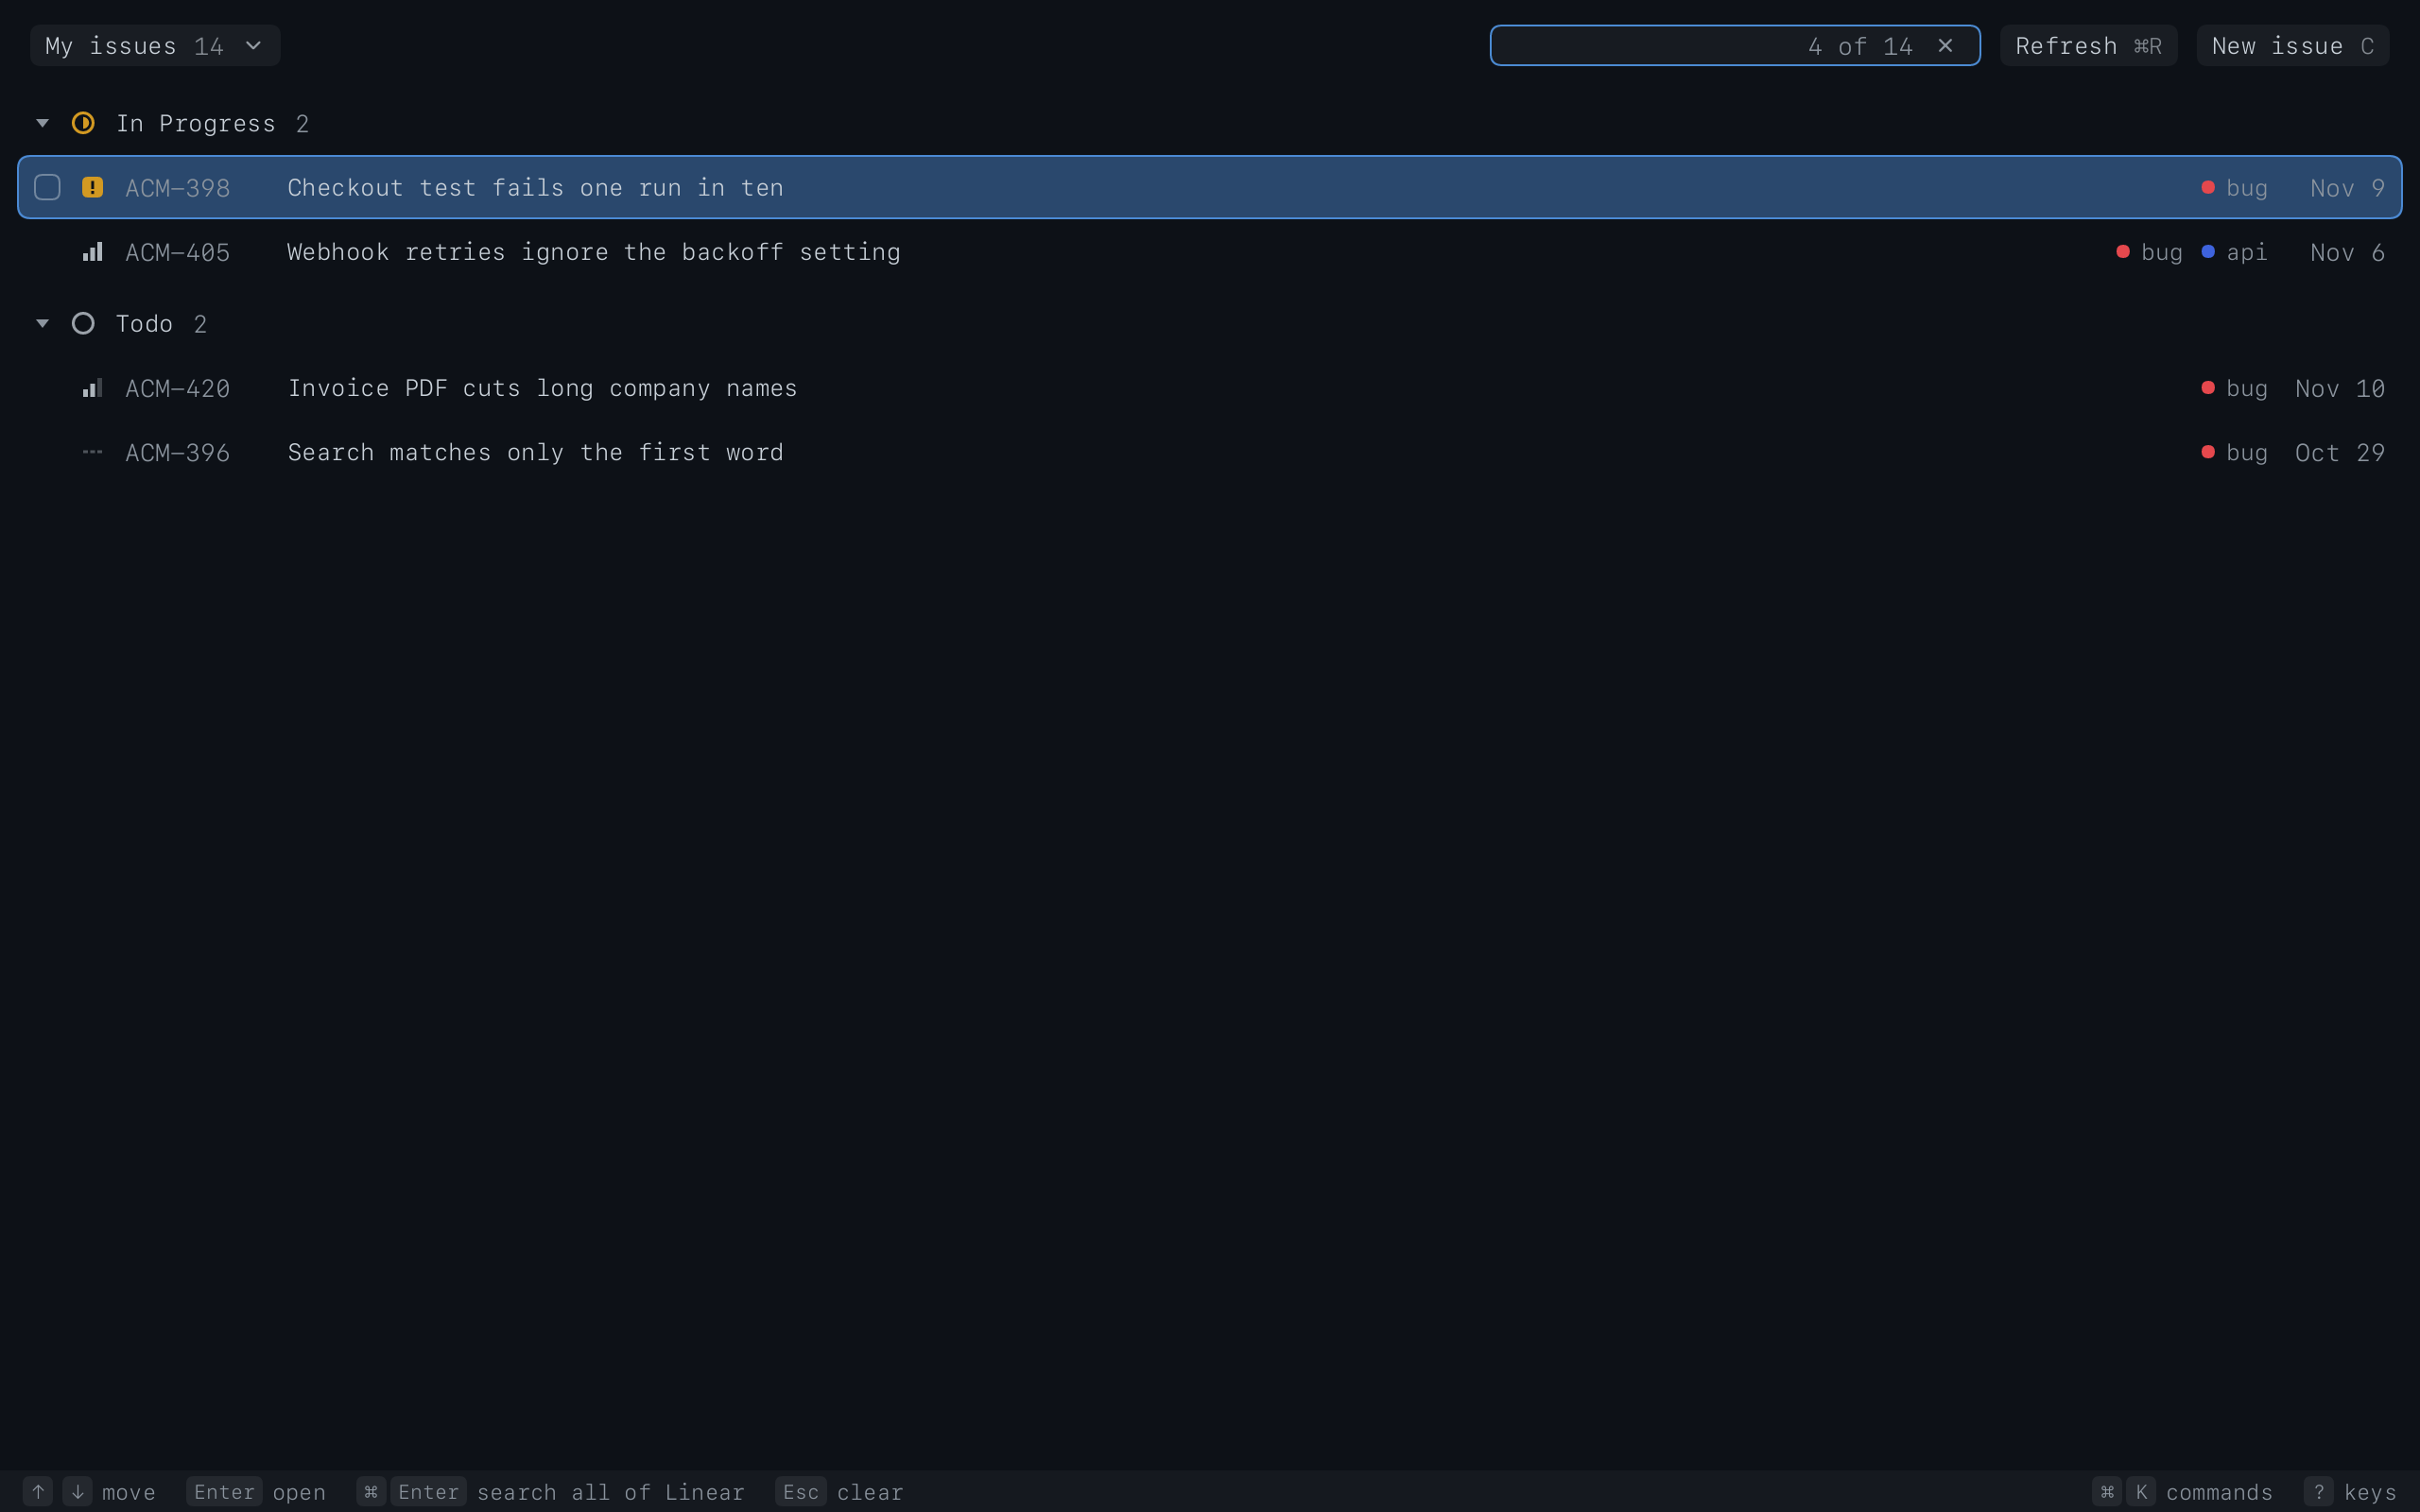 My issues 14
4 of 14 ✕ Refresh ⌘R New issue C
In Progress 2
ACM-398 Checkout test fails one run in ten bug Nov 9
ACM-405 Webhook retries ignore the backoff setting bug api Nov 6
Todo 2
ACM-420 Invoice PDF cuts long company names bug Nov 10
ACM-396 Search matches only the first word bug Oct 29
↑ ↓ move Enter open ⌘ Enter search all of Linear Esc clear ⌘ K commands ? keys